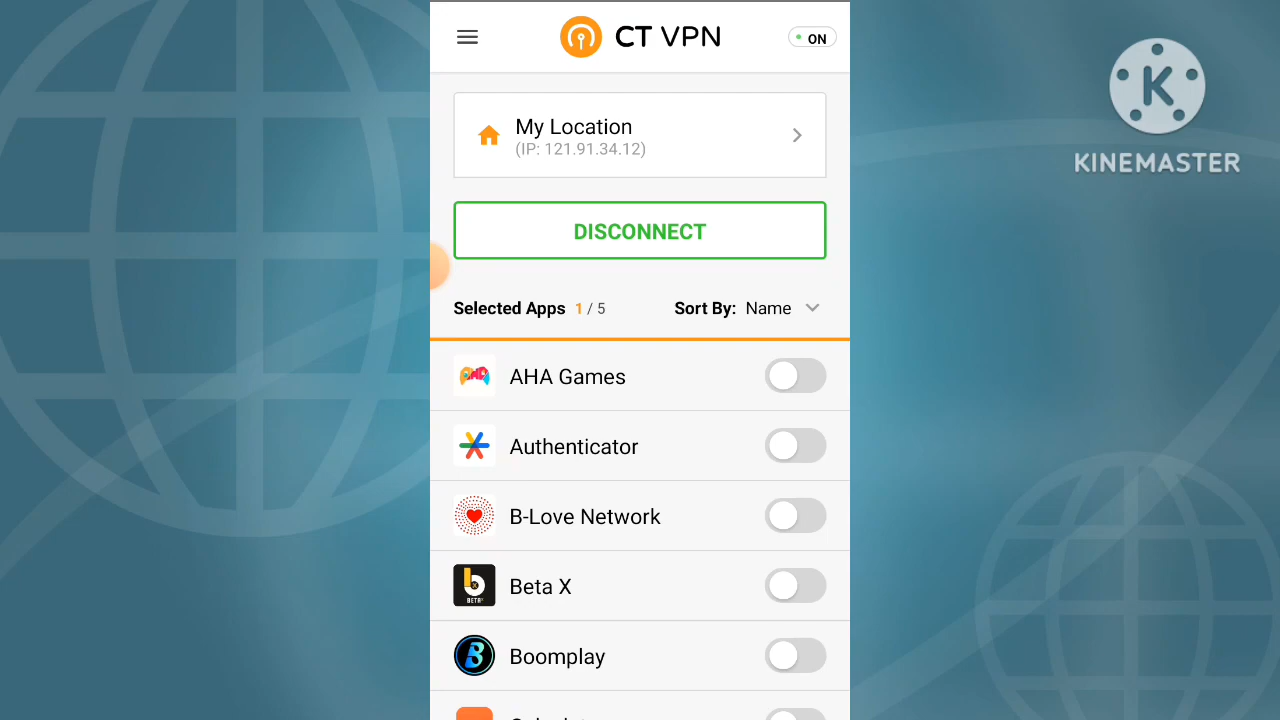 CT VPN
ON
KINEMASTER
My Location
(IP: 121.91.34.12)
DISCONNECT
Selected Apps 1 / 5 Sort By: Name
AHA Games
Authenticator
B-Love Network
Beta X
Boomplay